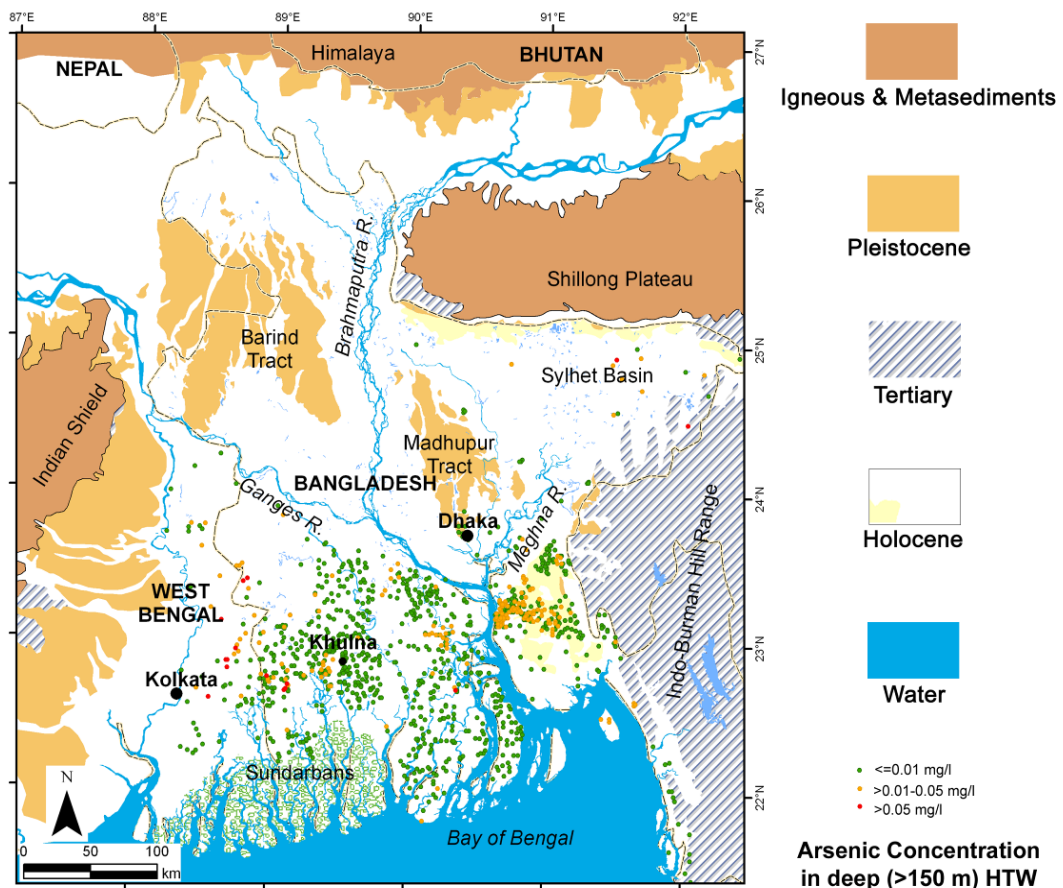 87°E
88°E
89°E
90°E
91°E
92°E
27°N
26°N
25°N
24°N
23°N
22°N
NEPAL
Himalaya
BHUTAN
Brahmaputra R.
Shillong Plateau
Barind
Tract
Sylhet Basin
Indian Shield
Madhupur
Tract
BANGLADESH
Ganges R.
Dhaka
Meghna R.
WEST
BENGAL
Khulna
Kolkata
Indo-Burman Hill Range
Sundarbans
Bay of Bengal
N
0 50 100
km
Igneous & Metasediments
Pleistocene
Tertiary
Holocene
Water
<=0.01 mg/l
>0.01-0.05 mg/l
>0.05 mg/l
Arsenic Concentration
in deep (>150 m) HTW